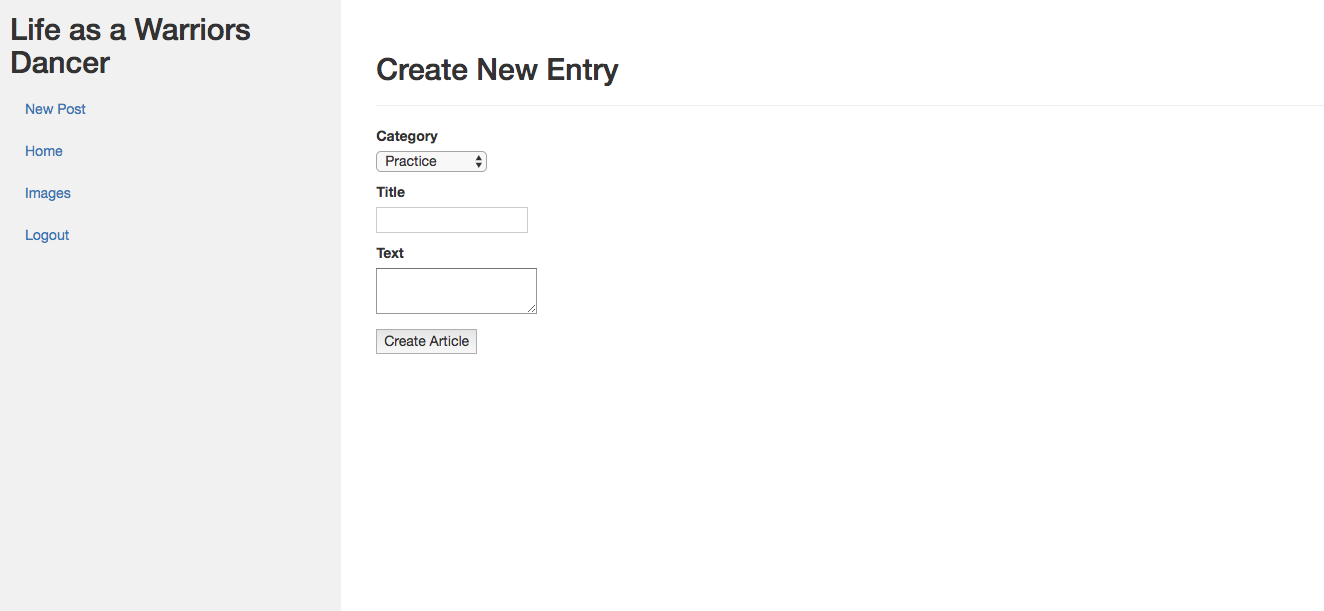 Life as a Warriors
Dancer
New Post
Home
Images
Logout
Create New Entry
Category
Practice
Title
Text
Create Article